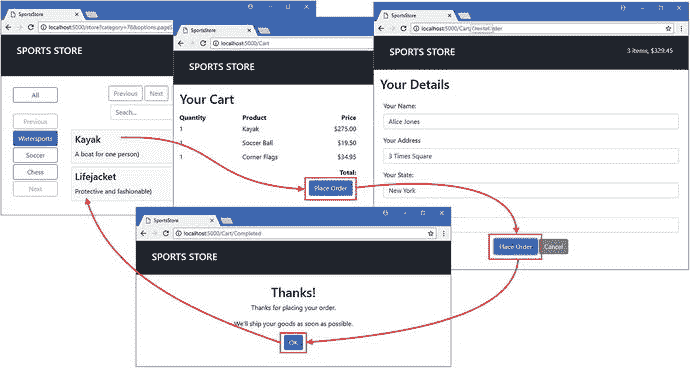 SportsStore
localhost:5000/store?category=78&options.pageS
SPORTS STORE
All
Previous
Next
Seach...
Previous
Watersports
Soccer
Chess
Next
Kayak
A boat for one person)
Lifejacket
Protective and fashionable)
SportsStore
localhost:5000/Cart
SPORTS STORE
Your Cart
Quantity Product Price
1 Kayak $275.00
1 Soccer Ball $19.50
1 Corner Flags $34.95
Total:
Place Order
SportsStore
localhost:5000/Cart/
SPORTS STORE
3 items, $329.45
Your Details
Your Name:
Alice Jones
Your Address
3 Times Square
Your State:
New York
Place Order
Cancel
SportsStore
localhost:5000/Cart/Completed
SPORTS STORE
Thanks!
Thanks for placing your order.
We'll ship your goods as soon as possible.
OK